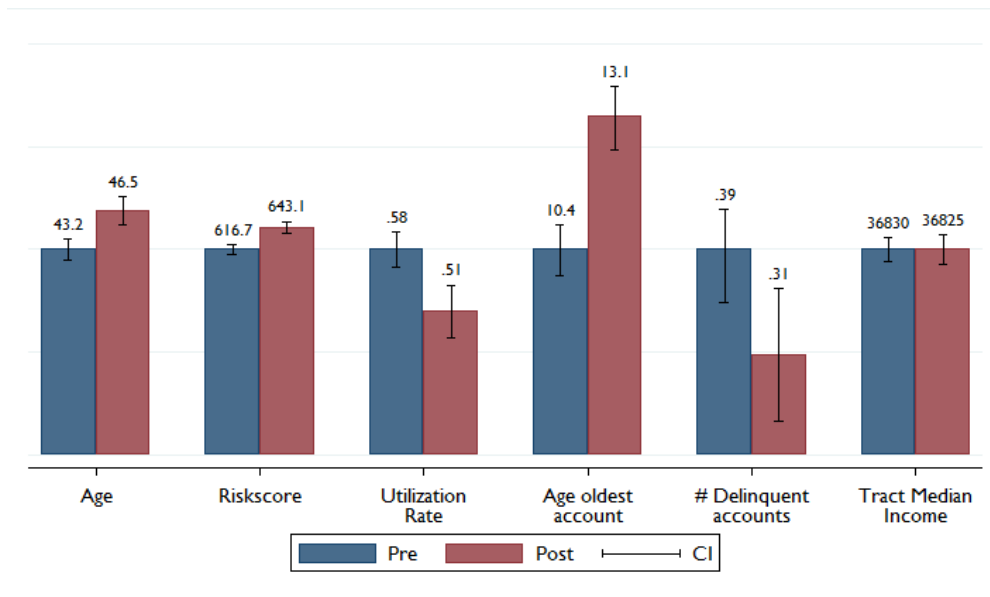 13.1
46.5
43.2
616.7
643.1
.58
.51
10.4
.39
.31
36830
36825
Age
Riskscore
Utilization
Rate
Age oldest
account
# Delinquent
accounts
Tract Median
Income
Pre
Post
CI